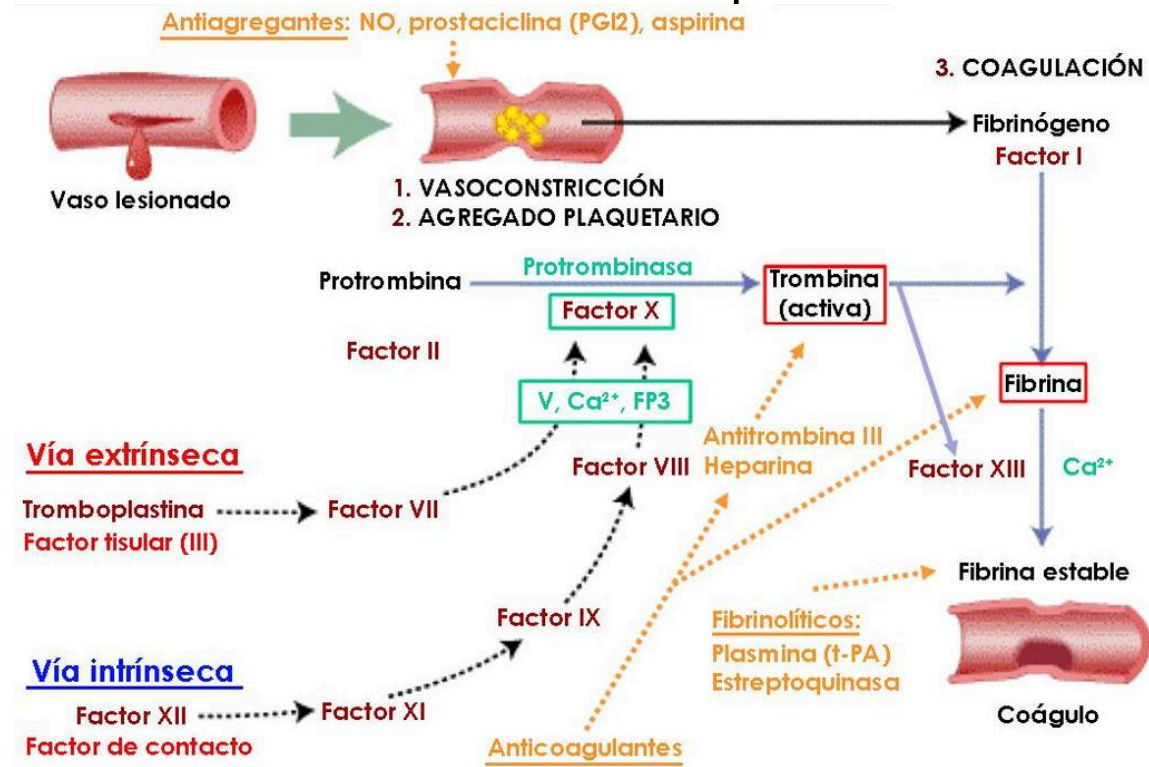 Antiagregantes: NO, prostaciclina (PGI2), aspirina
3. COAGULACIÓN
Fibrinógeno
Factor I
Vaso lesionado
1. VASOCONSTRICCIÓN
2. AGREGADO PLAQUETARIO
Protrombina
Protrombinasa
Trombina
(activa)
Factor X
Factor II
Fibrina
V, Ca²⁺, FP3
Antitrombina III
Heparina
Vía extrínseca
Factor VIII
Factor XIII
Ca²⁺
Tromboplastina
Factor VII
Factor tisular (III)
Fibrina estable
Factor IX
Fibrinolíticos:
Plasmina (t-PA)
Estreptoquinasa
Vía intrínseca
Factor XII
Factor XI
Coágulo
Factor de contacto
Anticoagulantes